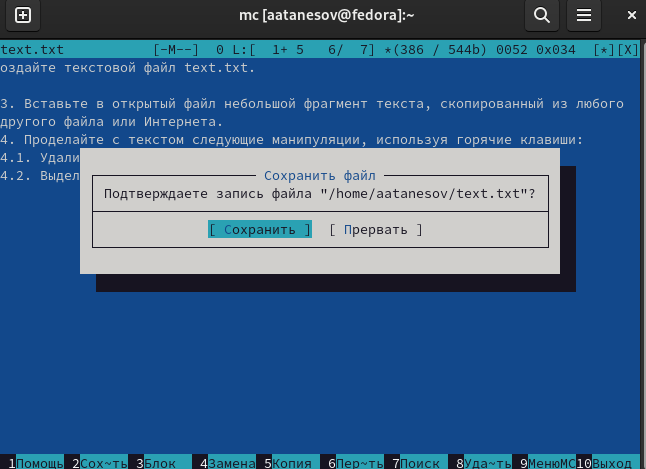 mc [aatanesov@fedora]:~
text.txt [-M--] 0 L:[ 1+ 5 6/ 7] *(386 / 544b) 0052 0x034 [*][X]
оздайте текстовой файл text.txt.
3. Вставьте в открытый файл небольшой фрагмент текста, скопированный из любого
другого файла или Интернета.
4. Проделайте с текстом следующие манипуляции, используя горячие клавиши:
4.1. Удали
4.2. Выдел
Сохранить файл
Подтверждаете запись файла "/home/aatanesov/text.txt"?
[ Сохранить ] [ Прервать ]
1Помощь 2Сох~ть 3Блок 4Замена 5Копия 6Пер~ть 7Поиск 8Уда~ть 9МенюMC 10Выход